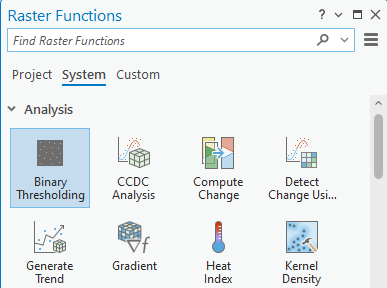 Raster Functions
Find Raster Functions
Project System Custom
Analysis
Binary Thresholding
CCDC Analysis
Compute Change
Detect Change Usi...
Generate Trend
Gradient
Heat Index
Kernel Density